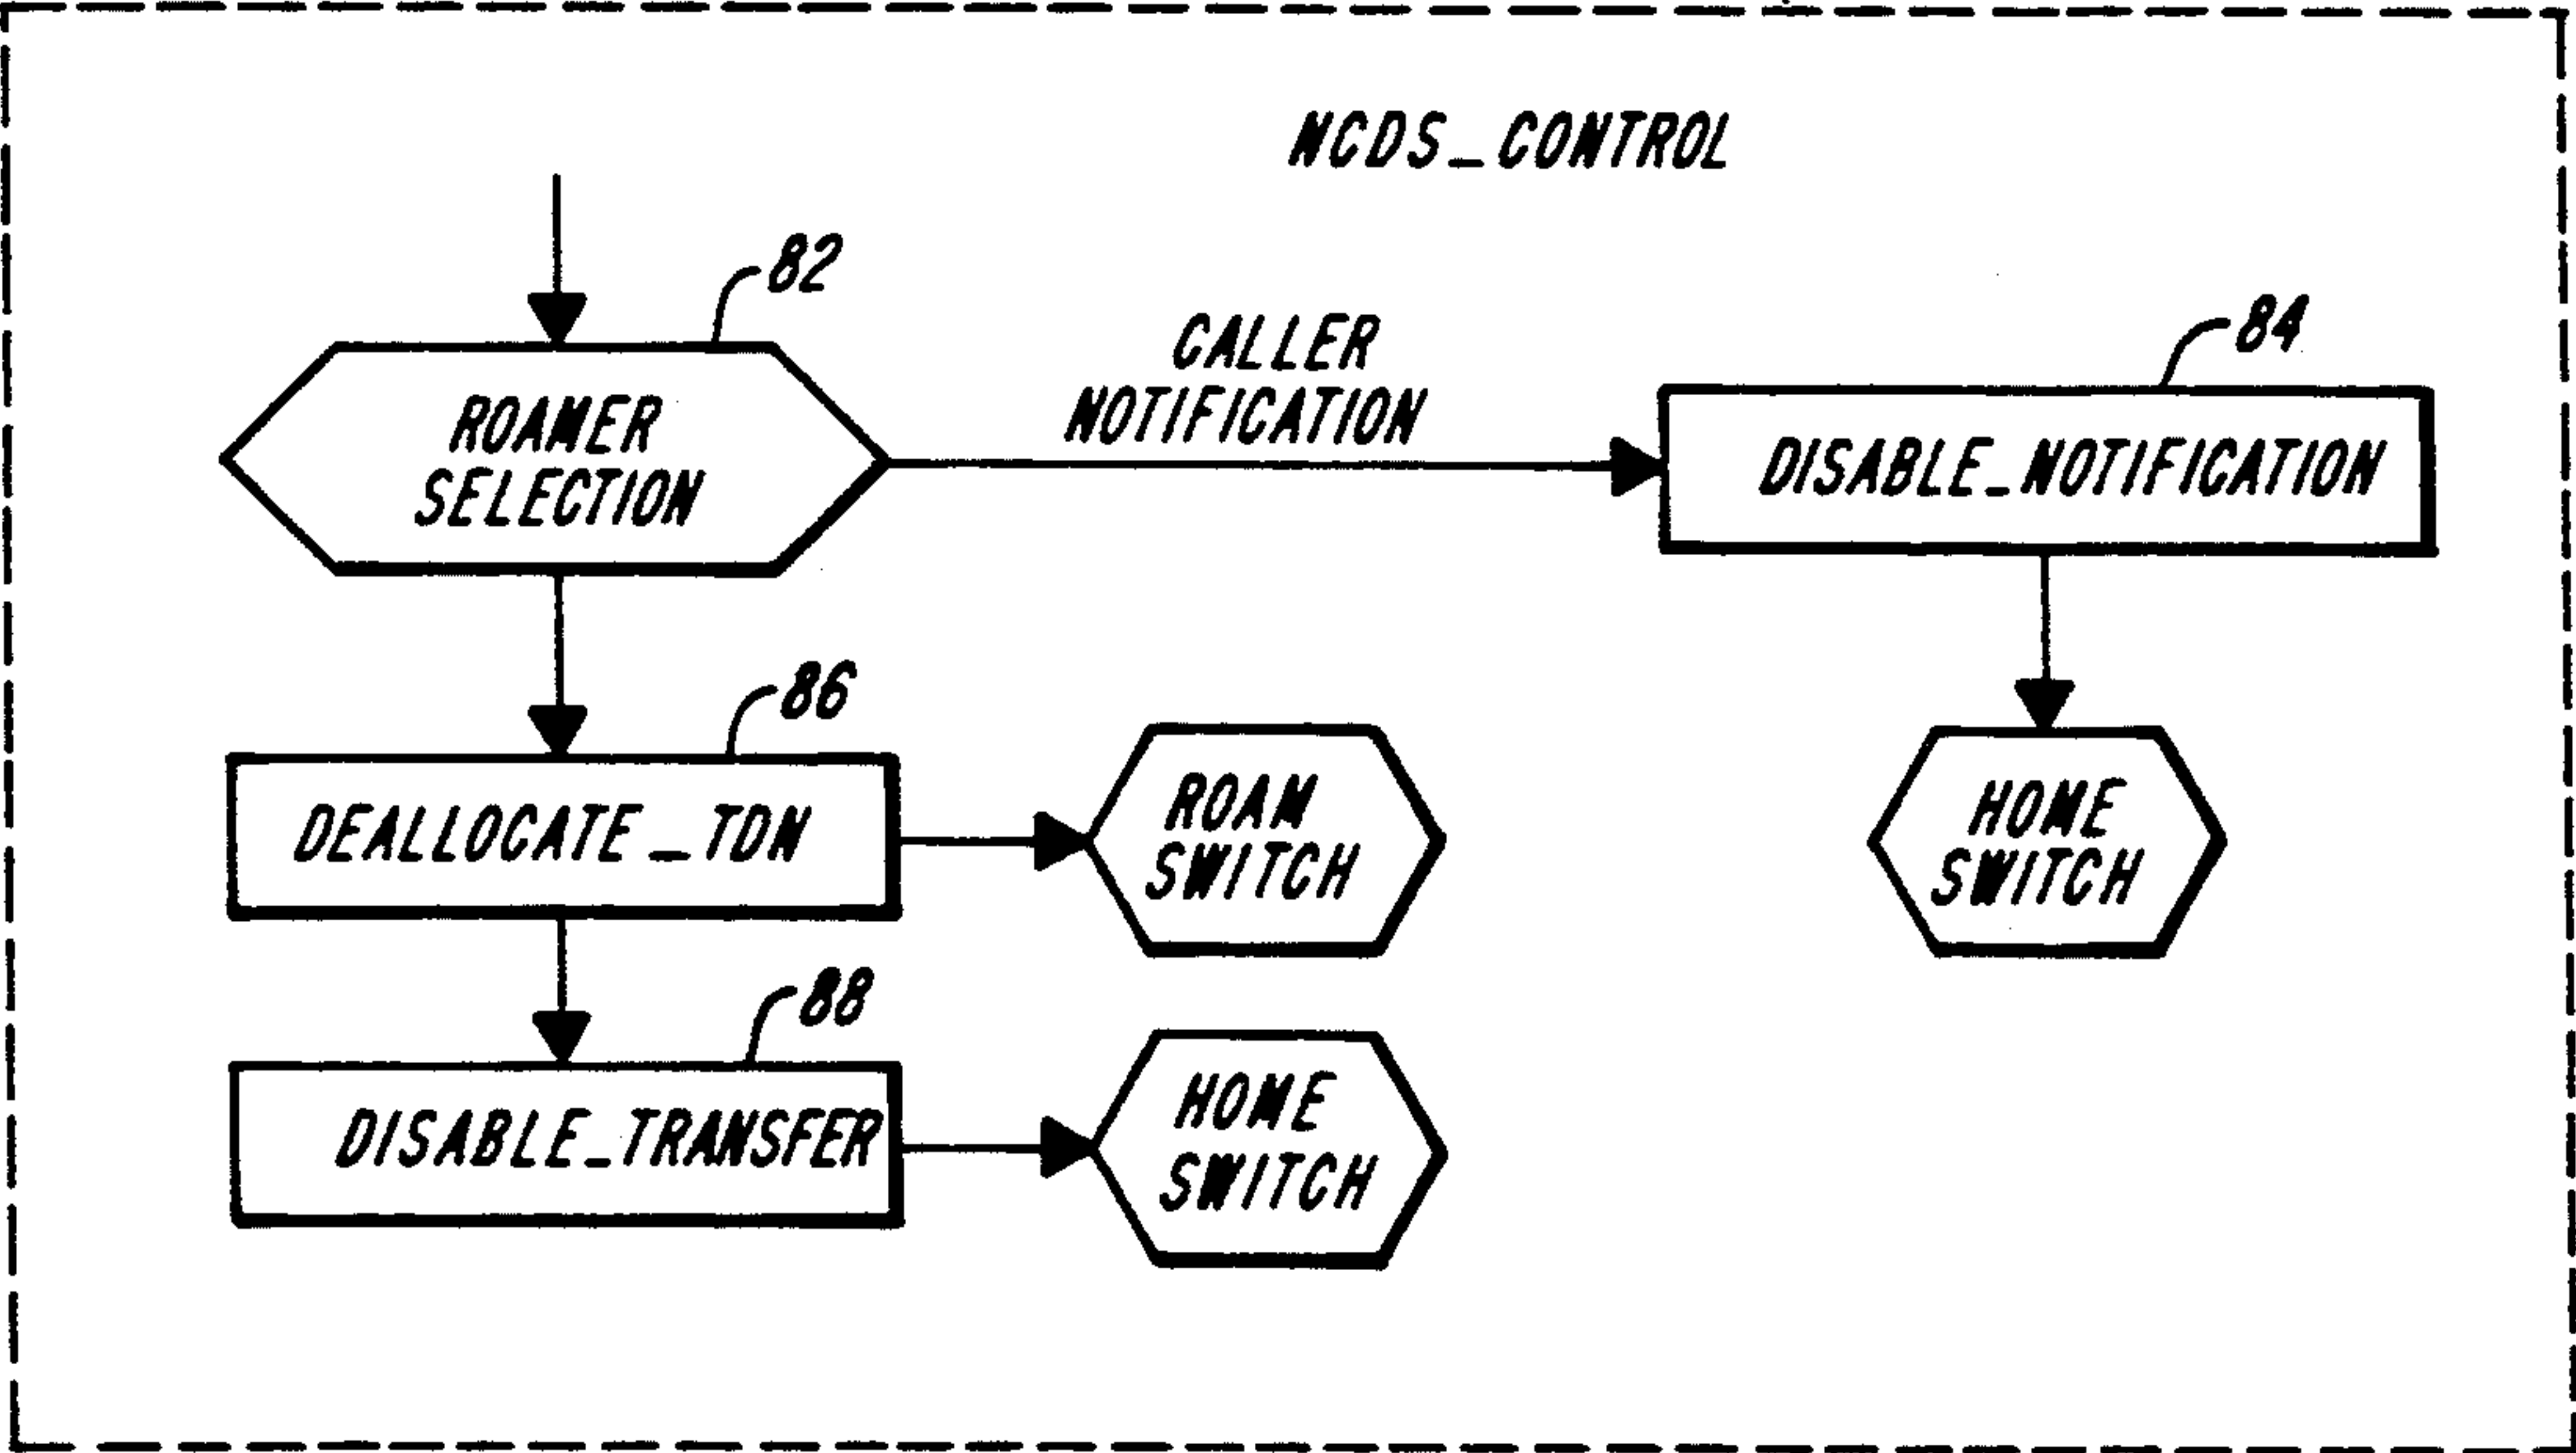 NCDS_CONTROL
82
ROAMER
SELECTION
CALLER
NOTIFICATION
84
DISABLE_NOTIFICATION
86
DEALLOCATE_TDN
ROAM
SWITCH
HOME
SWITCH
88
DISABLE_TRANSFER
HOME
SWITCH